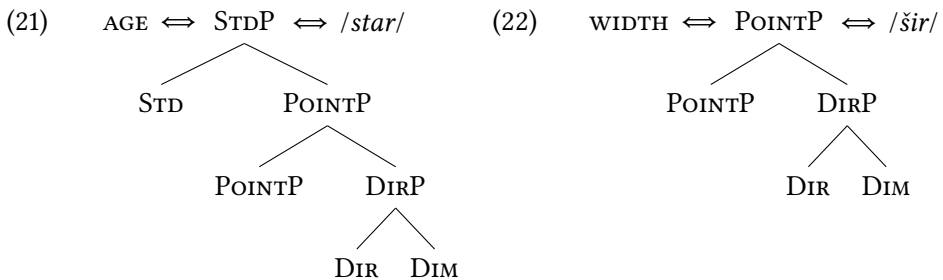 (21) AGE ⇔ STDP ⇔ /star/ (22) WIDTH ⇔ POINTP ⇔ /šir/
STD POINTP POINTP DIRP
POINTP DIRP DIR DIM
DIR DIM